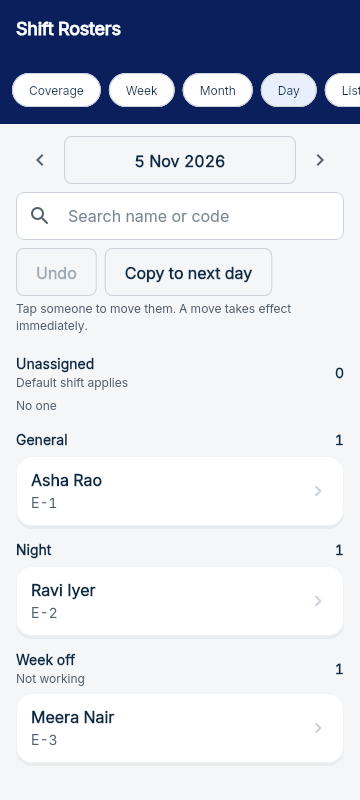 Shift Rosters
Coverage
Week
Month
Day
List
5 Nov 2026
Search name or code
Undo
Copy to next day
Tap someone to move them. A move takes effect
immediately.
Unassigned
0
Default shift applies
No one
General
1
Asha Rao
E-1
Night
1
Ravi Iyer
E-2
Week off
1
Not working
Meera Nair
E-3